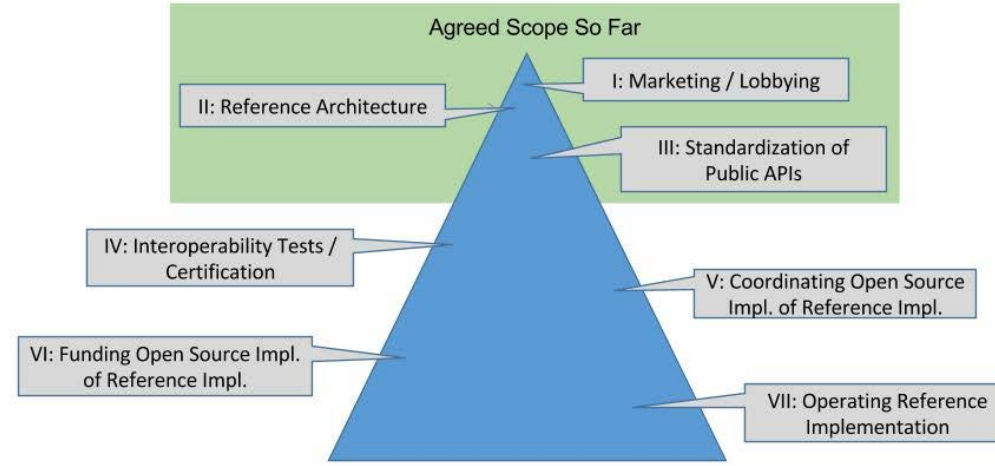 Agreed Scope So Far
I: Marketing / Lobbying
II: Reference Architecture
III: Standardization of
Public APIs
IV: Interoperability Tests /
Certification
V: Coordinating Open Source
Impl. of Reference Impl.
VI: Funding Open Source Impl.
of Reference Impl.
VII: Operating Reference
Implementation